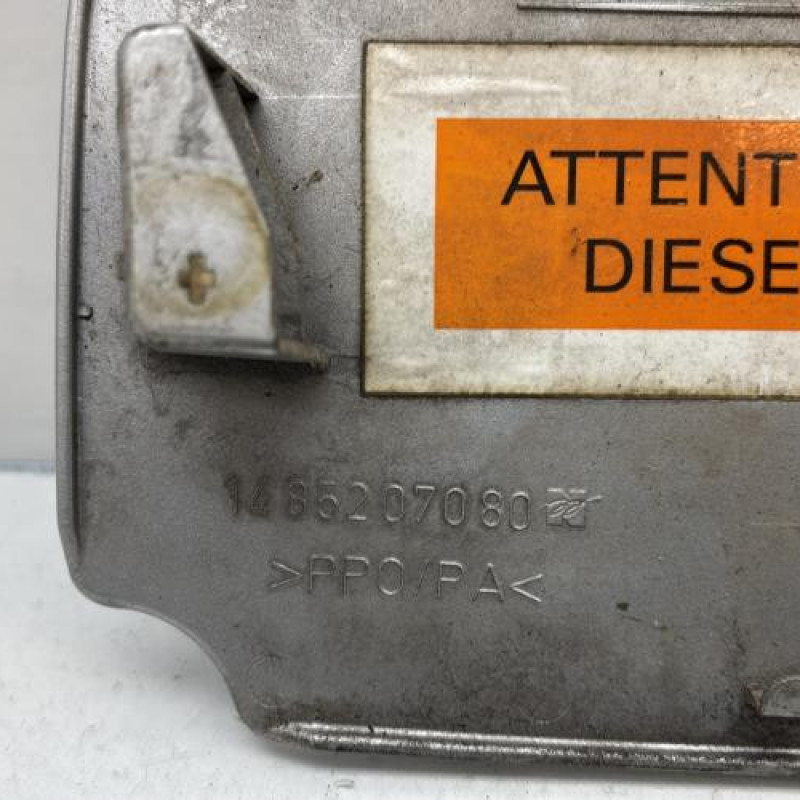 ATTENT
DIESE
1485207080
>PPO/PA<